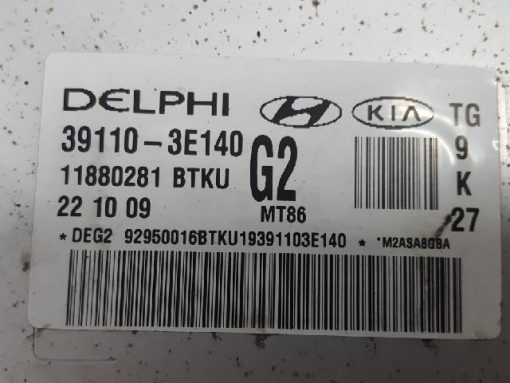 DELPHI KIA TG
39110-3E140 G2 9
11880281 BTKU K
22 10 09 MT86 27
* DEG2 92950016BTKU19391103E140 * *M2ASA8GBA